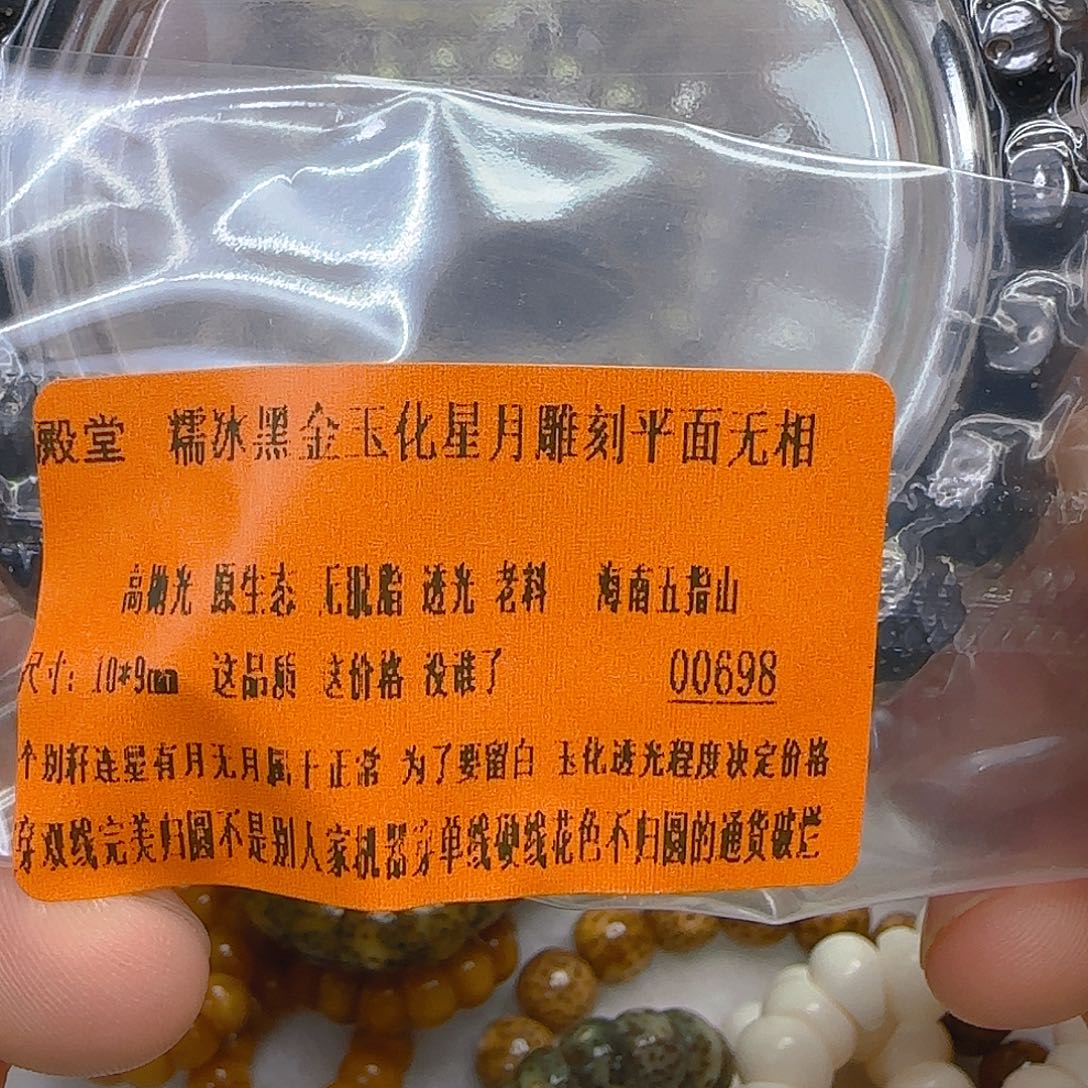 殿堂 糯冰黑金玉化星月雕刻平面无相
高抛光 原生态 无脱脂 透光 老料 海南五指山
尺寸: 10*9mm 这品质 这价格 没谁了 00698
个别轩连壁有月无月属于正常 为了要留白 玉化透光程度决定价格
穿双线完美归圆不是别人家机器穿单线硬线花色不归圆的通货破烂